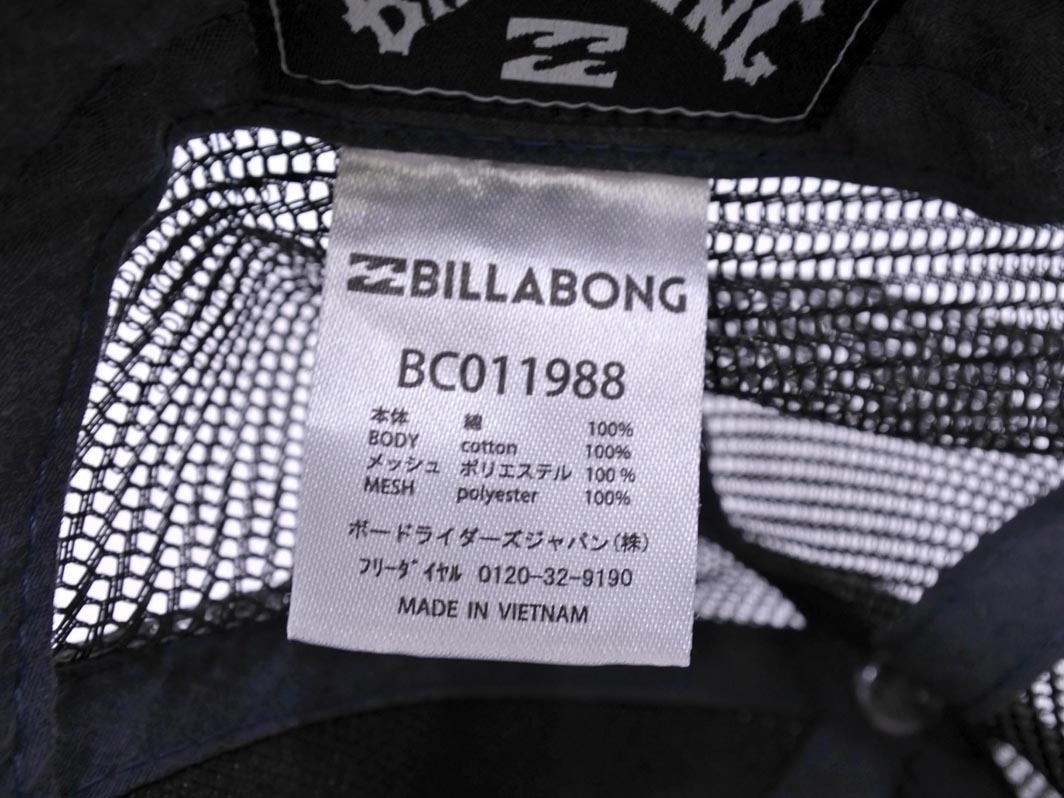 BILLABONG
BC011988
本体 綿 100%
BODY cotton 100%
メッシュ ポリエステル 100%
MESH polyester 100%
ボードライダーズジャパン(株)
フリーダイヤル 0120-32-9190
MADE IN VIETNAM